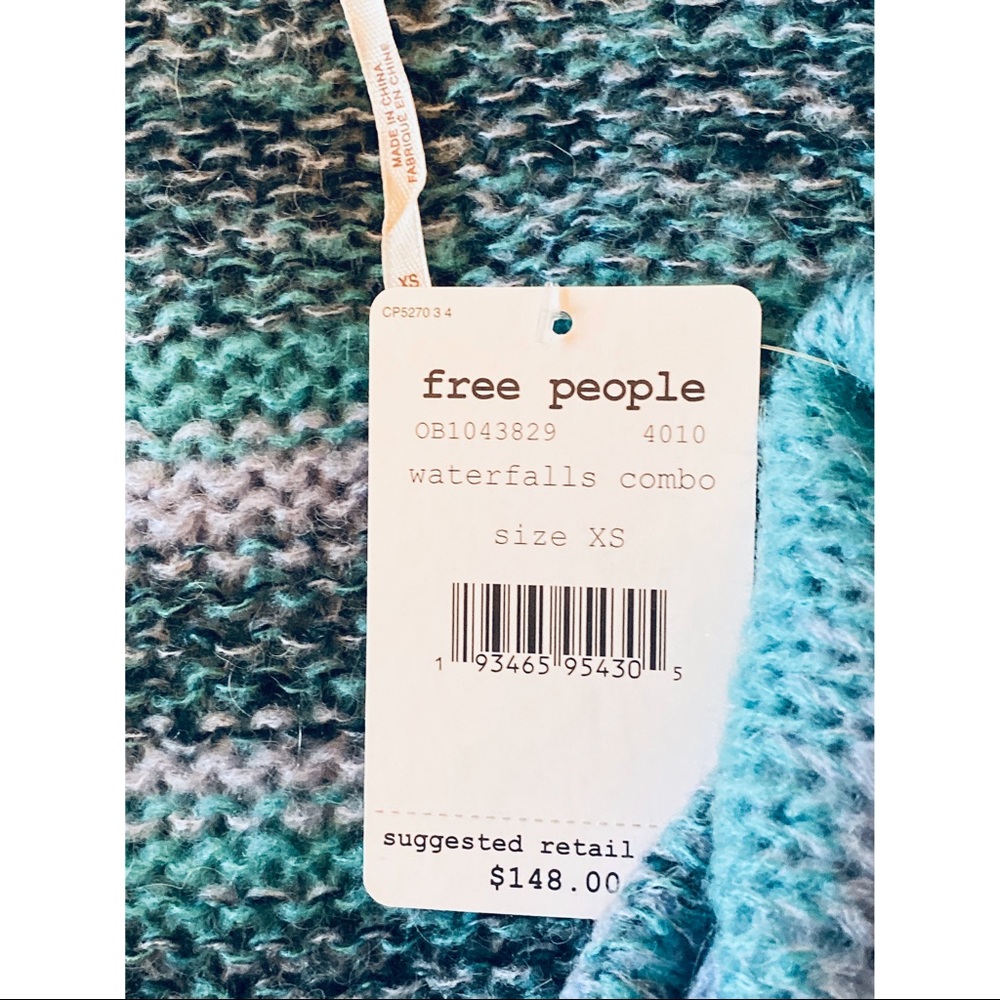 MADE IN CHINA
FABRIQUÉ EN CHINE
XS
CP5270 3 4
free people
OB1043829 4010
waterfalls combo
size XS
1 93465 95430 5
suggested retail
$148.00